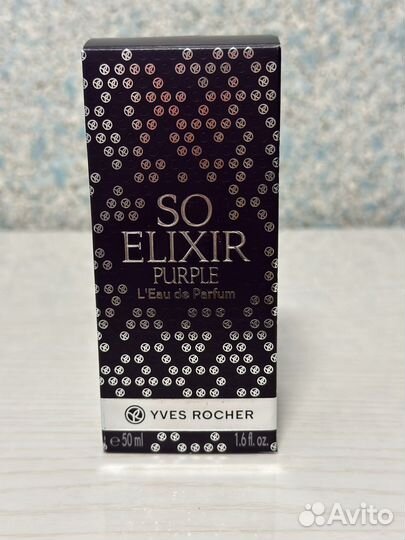 SO
ELIXIR
PURPLE
L'Eau de Parfum
YVES ROCHER
℮ 50 ml 1.6 fl. oz.
Avito